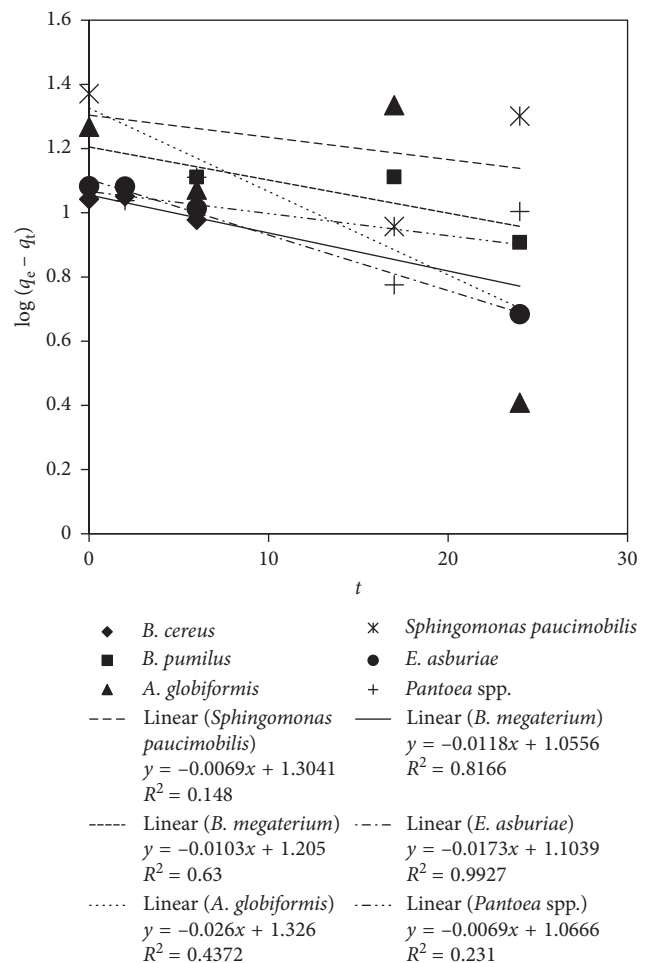 1.6
1.4
1.2
1
0.8
0.6
0.4
0.2
0
log (qe – qt)
0
10
20
30
t
B. cereus
B. pumilus
A. globiformis
Linear (Sphingomonas
paucimobilis)
y = –0.0069x + 1.3041
R2 = 0.148
Linear (B. megaterium)
y = –0.0103x + 1.205
R2 = 0.63
Linear (A. globiformis)
y = –0.026x + 1.326
R2 = 0.4372
Sphingomonas paucimobilis
E. asburiae
Pantoea spp.
Linear (B. megaterium)
y = –0.0118x + 1.0556
R2 = 0.8166
Linear (E. asburiae)
y = –0.0173x + 1.1039
R2 = 0.9927
Linear (Pantoea spp.)
y = –0.0069x + 1.0666
R2 = 0.231